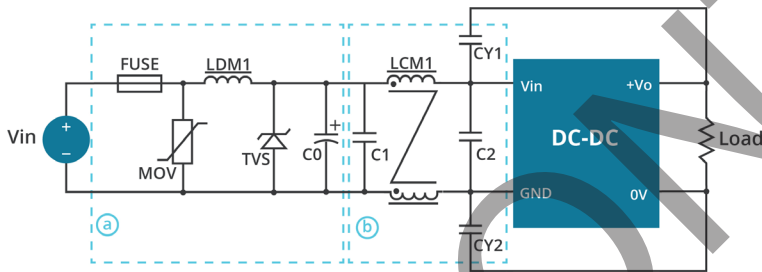 FUSE
LDM1
LCM1
CY1
Vin
+
−
MOV
TVS
+
C0
C1
C2
Vin
+Vo
DC-DC
Load
GND
0V
a
b
CY2